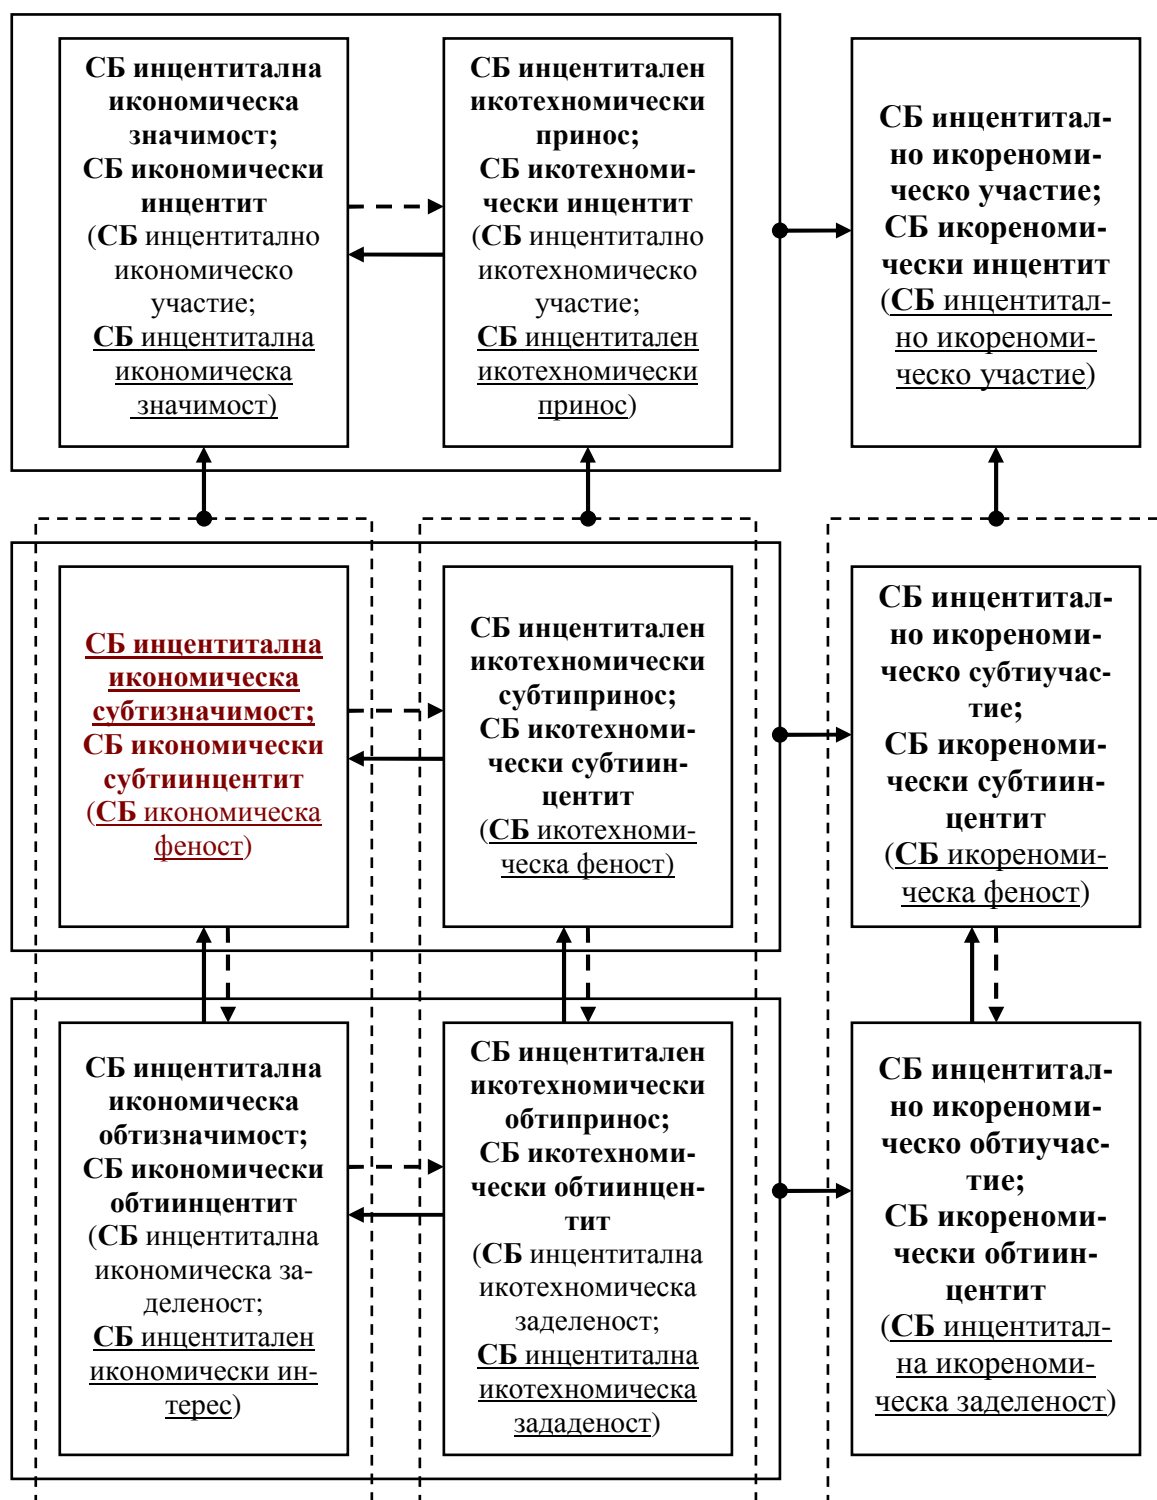 СБ инцентитална
икономическа
значимост;
СБ икономически
инцентит
(СБ инцентитално
икономическо
участие;
СБ инцентитална
икономическа
значимост)
СБ инцентитален
икотехномически
принос;
СБ икотехноми-
чески инцентит
(СБ инцентитално
икотехномическо
участие;
СБ инцентитален
икотехномически
принос)
СБ инцентитал-
но икореноми-
ческо участие;
СБ икореноми-
чески инцентит
(СБ инцентитал-
но икореноми-
ческо участие)
СБ инцентитална
икономическа
субтизначимост;
СБ икономически
субтиинцентит
(СБ икономическа
феност)
СБ инцентитален
икотехномически
субтипринос;
СБ икотехноми-
чески субтиин-
центит
(СБ икотехноми-
ческа феност)
СБ инцентитал-
но икореноми-
ческо субтиучас-
тие;
СБ икореноми-
чески субтиин-
центит
(СБ икореноми-
ческа феност)
СБ инцентитална
икономическа
обтизначимост;
СБ икономически
обтиинцентит
(СБ инцентитална
икономическа за-
деленост;
СБ инцентитален
икономически ин-
терес)
СБ инцентитален
икотехномически
обтипринос;
СБ икотехноми-
чески обтиинцен-
тит
(СБ инцентитална
икотехномическа
заделеност;
СБ инцентитална
икотехномическа
зададеност)
СБ инцентитал-
но икореноми-
ческо обтиучас-
тие;
СБ икореноми-
чески обтиин-
центит
(СБ инцентитал-
на икореноми-
ческа заделеност)